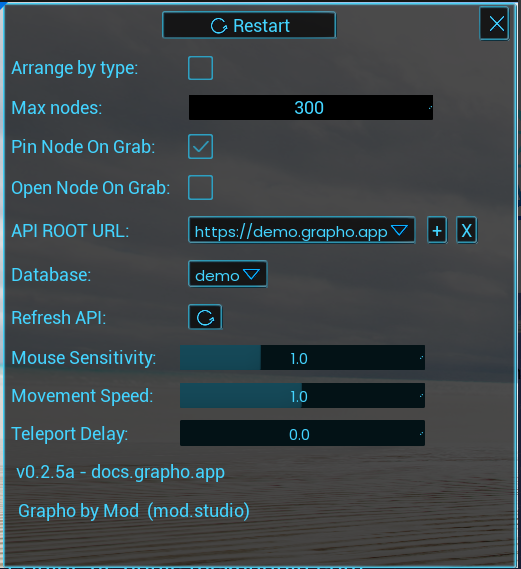 Restart
Arrange by type:
Max nodes: 300
Pin Node On Grab:
Open Node On Grab:
API ROOT URL: https://demo.grapho.app + X
Database: demo
Refresh API:
Mouse Sensitivity: 1.0
Movement Speed: 1.0
Teleport Delay: 0.0
v0.2.5a - docs.grapho.app
Grapho by Mod (mod.studio)